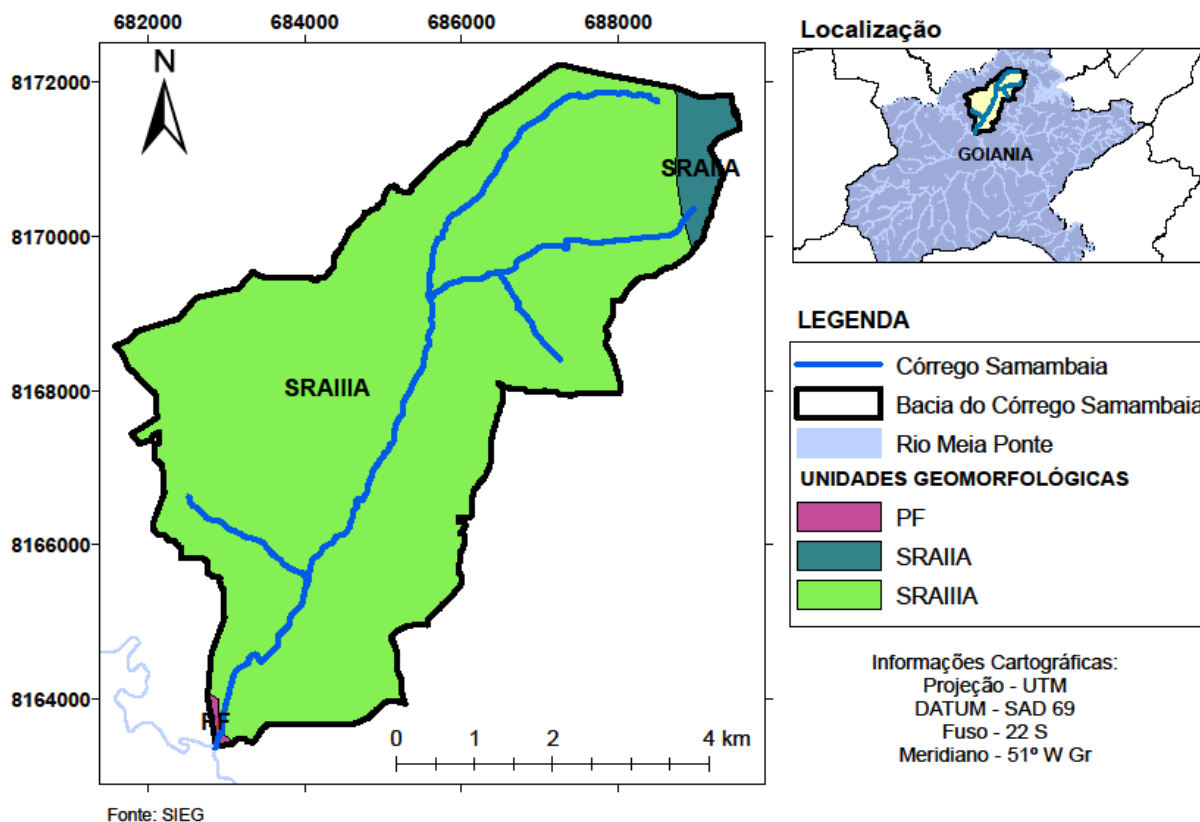 682000 684000 686000 688000
8172000
8170000
8168000
8166000
8164000
N
SRAIIA
SRAIIIA
PF
0 1 2 4 km
Fonte: SIEG
Localização
GOIANIA
LEGENDA
Córrego Samambaia
Bacia do Córrego Samambaia
Rio Meia Ponte
UNIDADES GEOMORFOLÓGICAS
PF
SRAIIA
SRAIIIA
Informações Cartográficas:
Projeção - UTM
DATUM - SAD 69
Fuso - 22 S
Meridiano - 51º W Gr